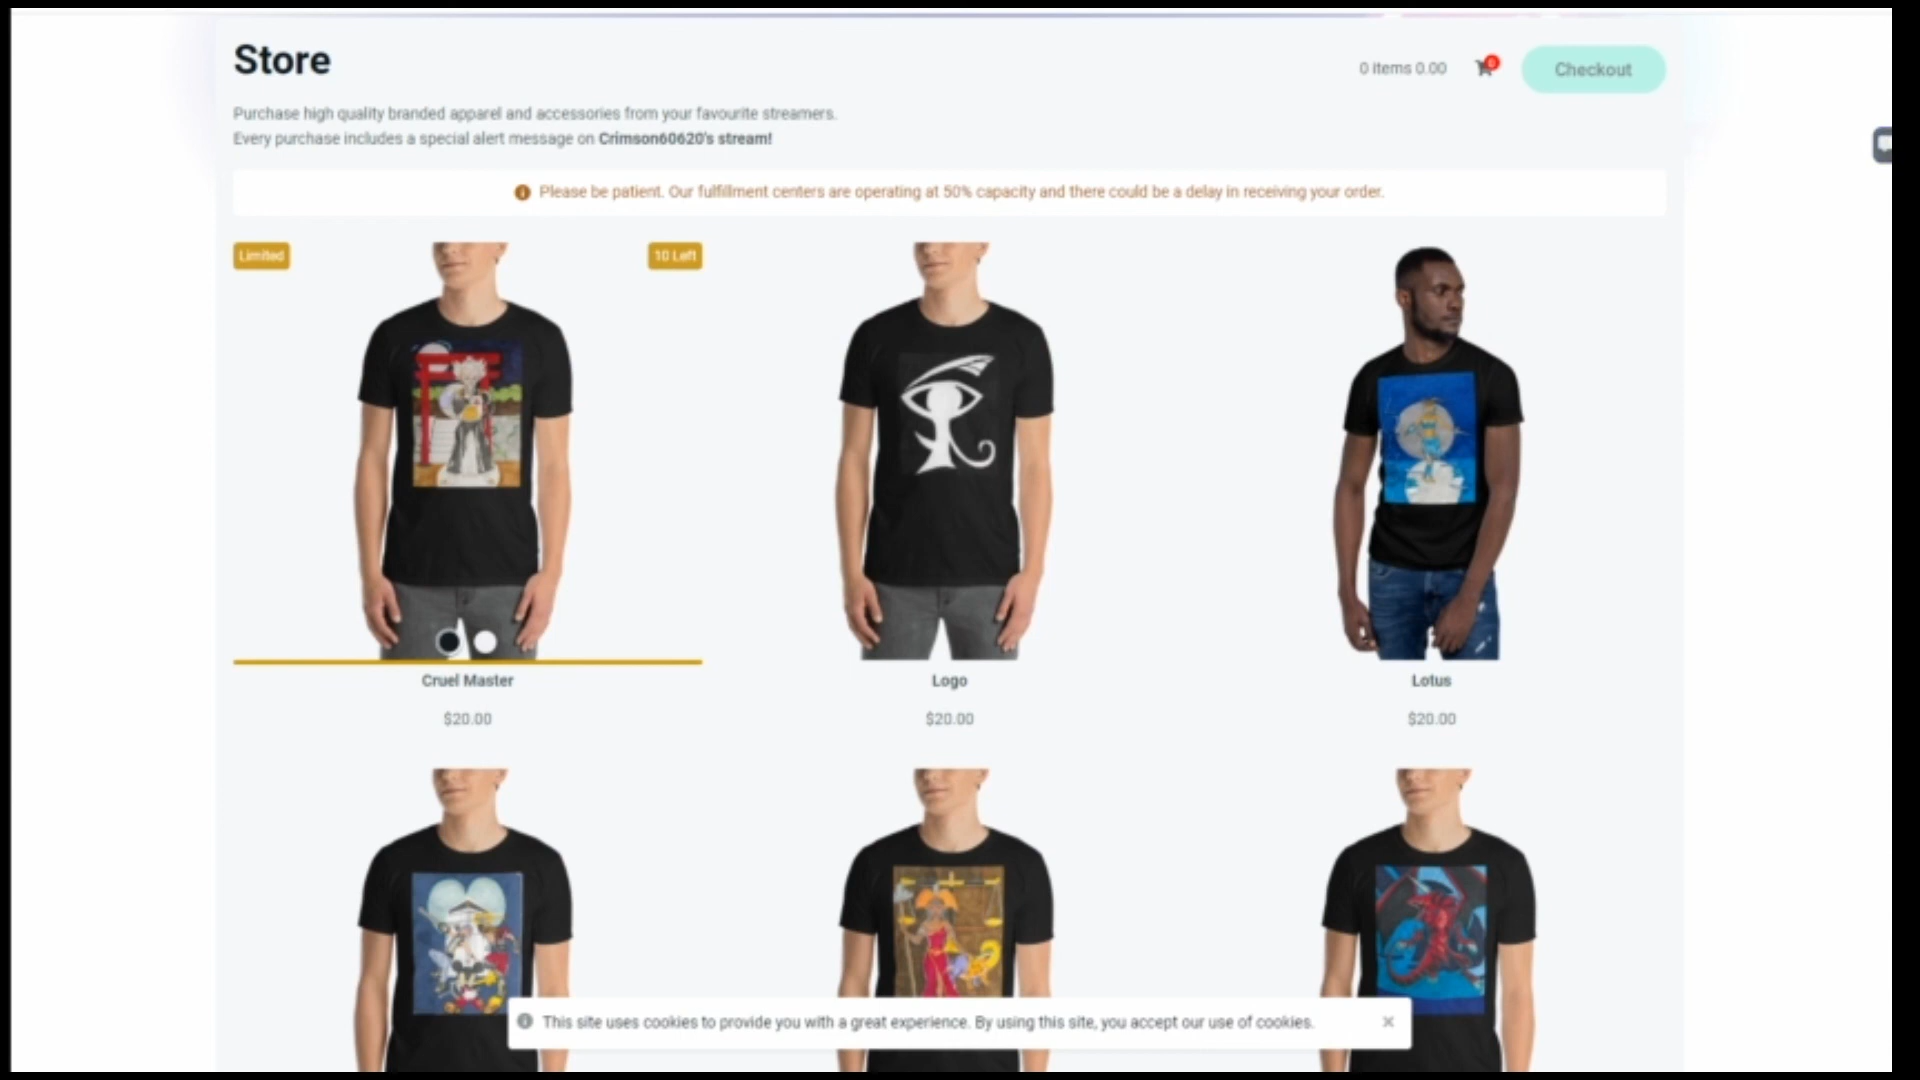 Store
0 items 0.00
Checkout
Purchase high quality branded apparel and accessories from your favourite streamers.
Every purchase includes a special alert message on Crimson60620's stream!
Please be patient. Our fulfillment centers are operating at 50% capacity and there could be a delay in receiving your order.
Limited
10 Left
Cruel Master
Logo
Lotus
$20.00
$20.00
$20.00
This site uses cookies to provide you with a great experience. By using this site, you accept our use of cookies.